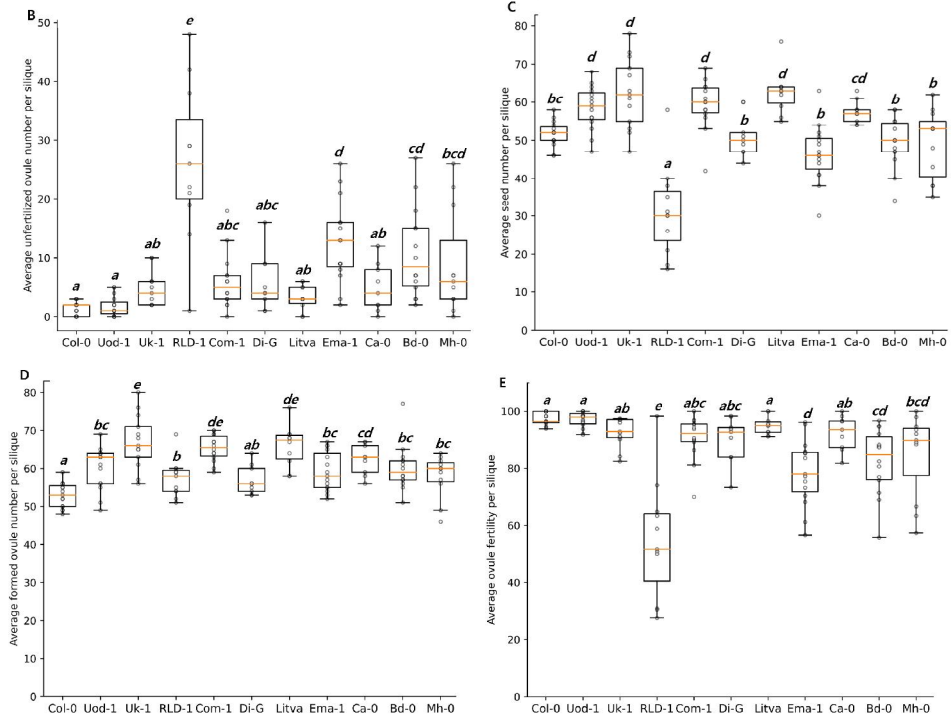 B
Average unfertilized ovule number per silique
50
40
30
20
10
0
a a ab e abc abc ab d ab cd bcd
Col-0 Uod-1 Uk-1 RLD-1 Com-1 Di-G Litva Ema-1 Ca-0 Bd-0 Mh-0
C
Average seed number per silique
80
70
60
50
40
30
20
10
0
bc d d a d b d b cd b b
Col-0 Uod-1 Uk-1 RLD-1 Com-1 Di-G Litva Ema-1 Ca-0 Bd-0 Mh-0
D
Average formed ovule number per silique
80
70
60
50
40
30
20
10
0
a bc e b de ab de bc cd bc bc
Col-0 Uod-1 Uk-1 RLD-1 Com-1 Di-G Litva Ema-1 Ca-0 Bd-0 Mh-0
E
Average ovule fertility per silique
100
80
60
40
20
0
a a ab e abc abc a d ab cd bcd
Col-0 Uod-1 Uk-1 RLD-1 Com-1 Di-G Litva Ema-1 Ca-0 Bd-0 Mh-0